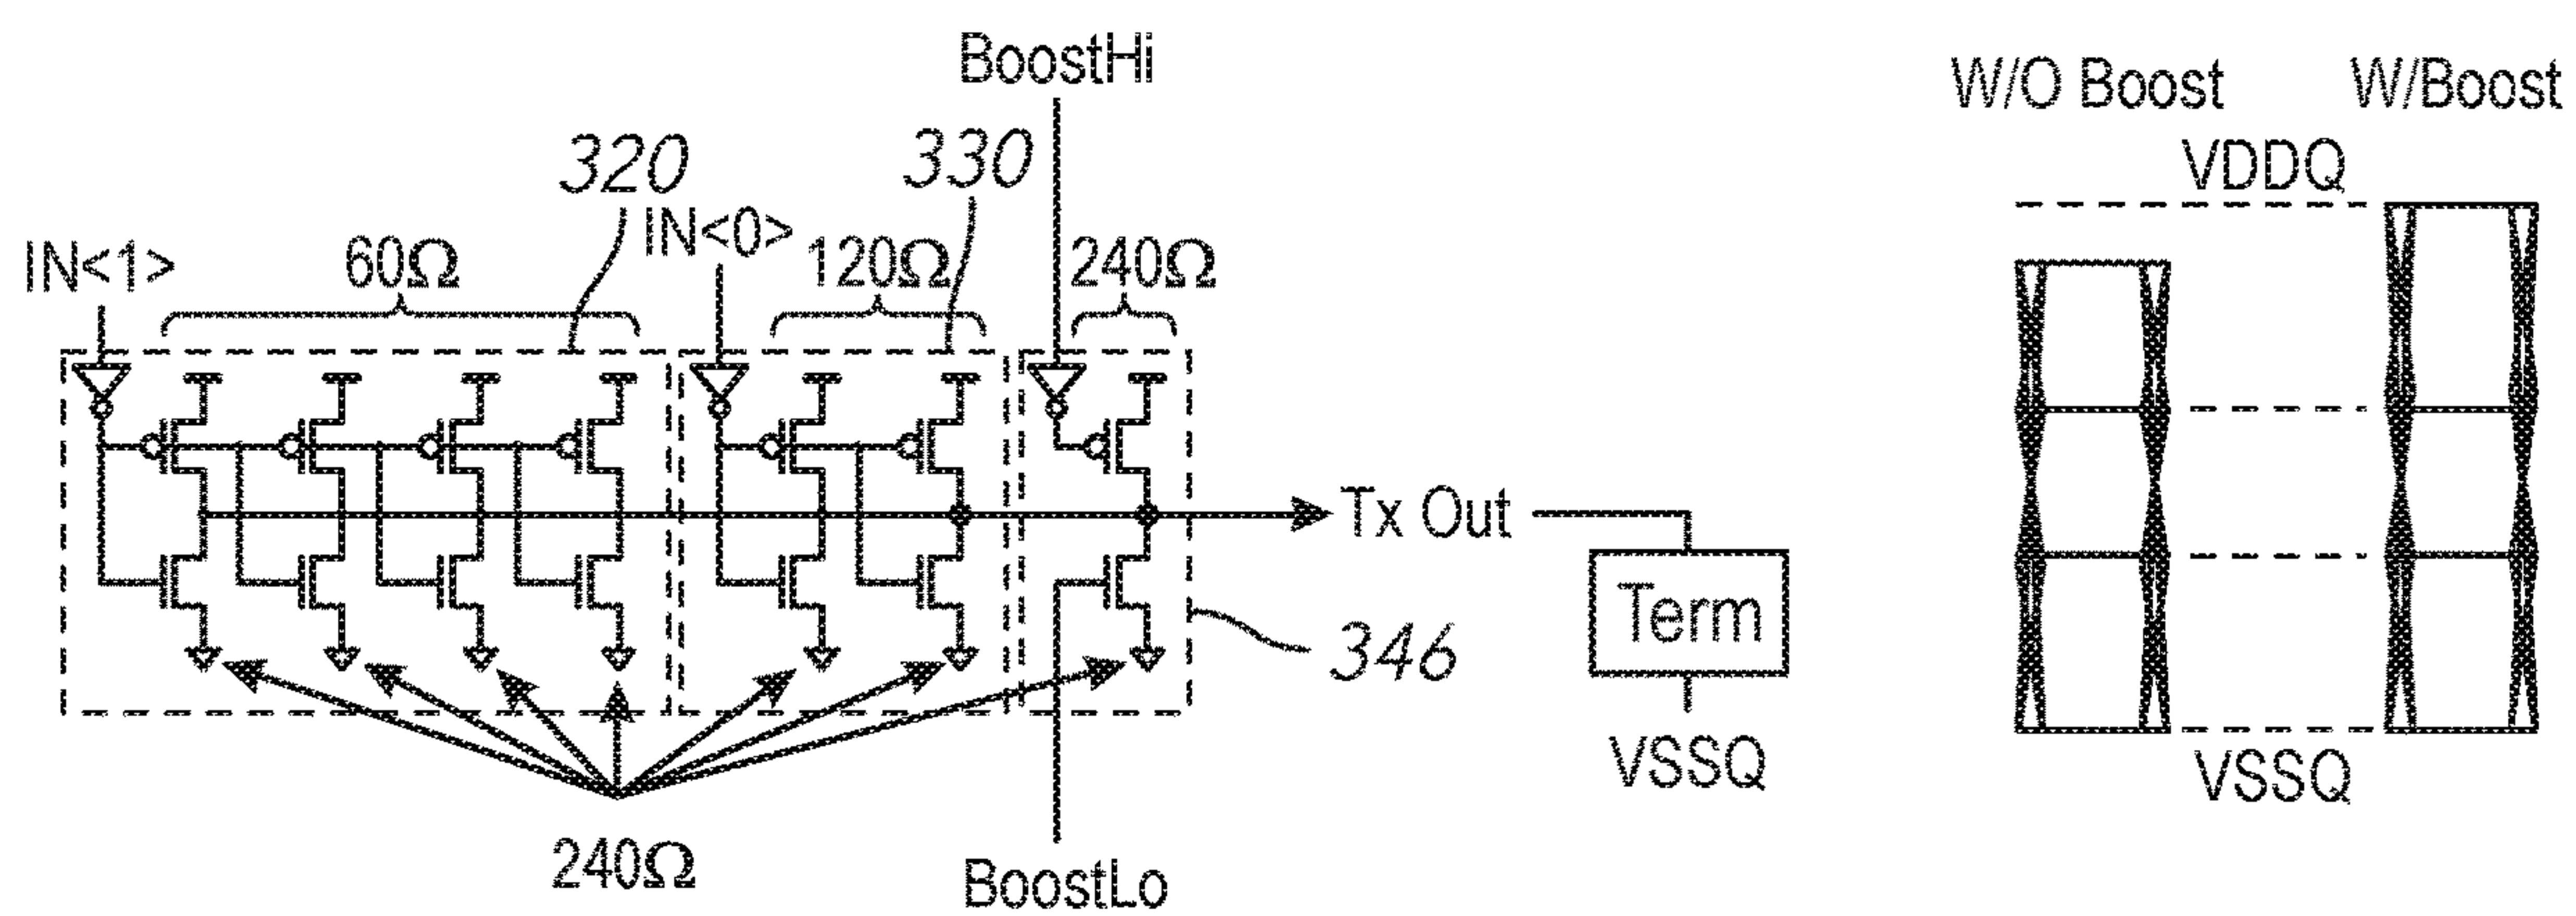 BoostHi
W/O Boost
W/Boost
320
330
VDDQ
IN<1>
60Ω
IN<0>
120Ω
240Ω
Tx Out
Term
346
VSSQ
VSSQ
240Ω
BoostLo